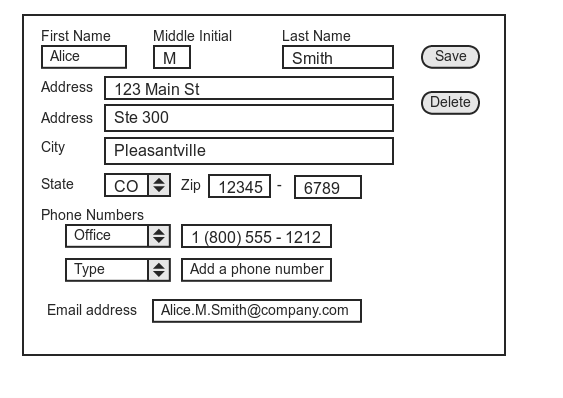 First Name Middle Initial Last Name
Alice M Smith Save
Address 123 Main St
Delete
Address Ste 300
City Pleasantville
State CO Zip 12345 - 6789
Phone Numbers
Office 1 (800) 555 - 1212
Type Add a phone number
Email address Alice.M.Smith@company.com